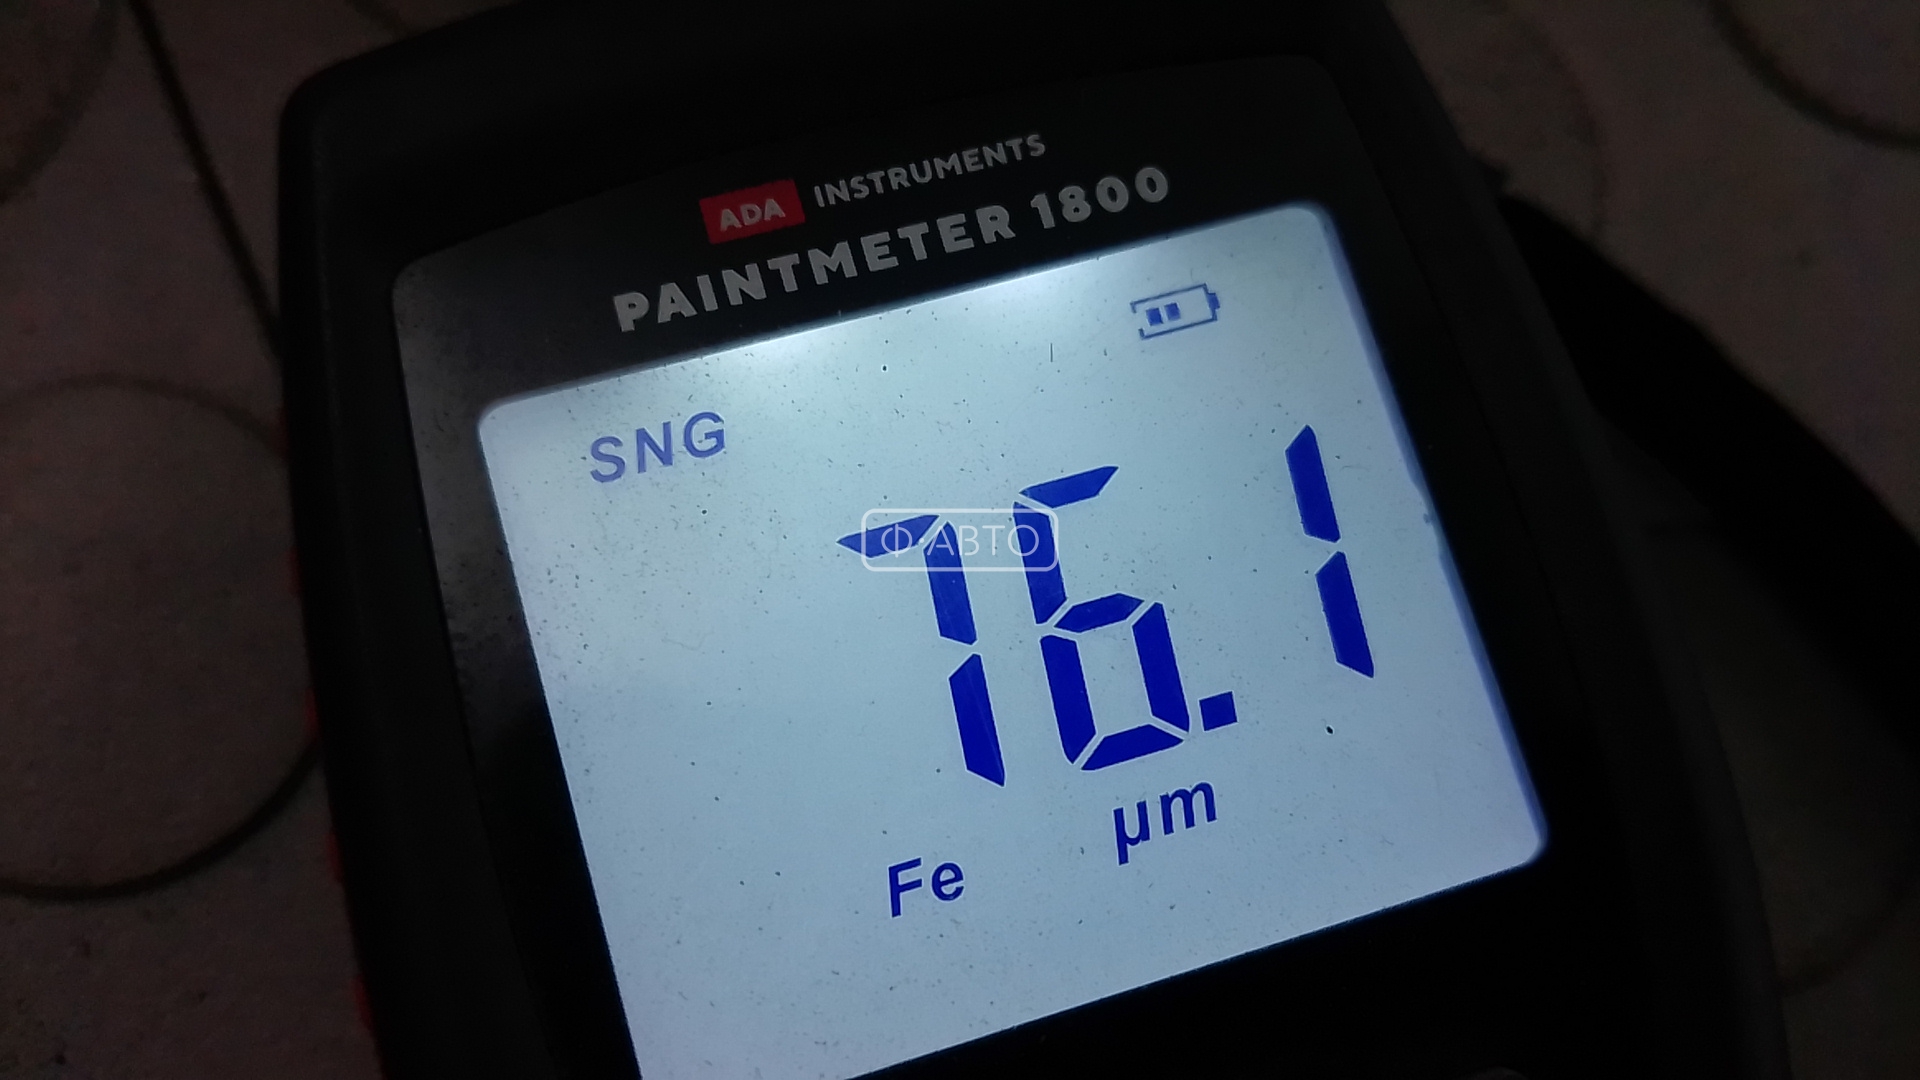 ADA INSTRUMENTS
PAINTMETER 1800
SNG
76.1
Ф·АВТО
µm
Fe